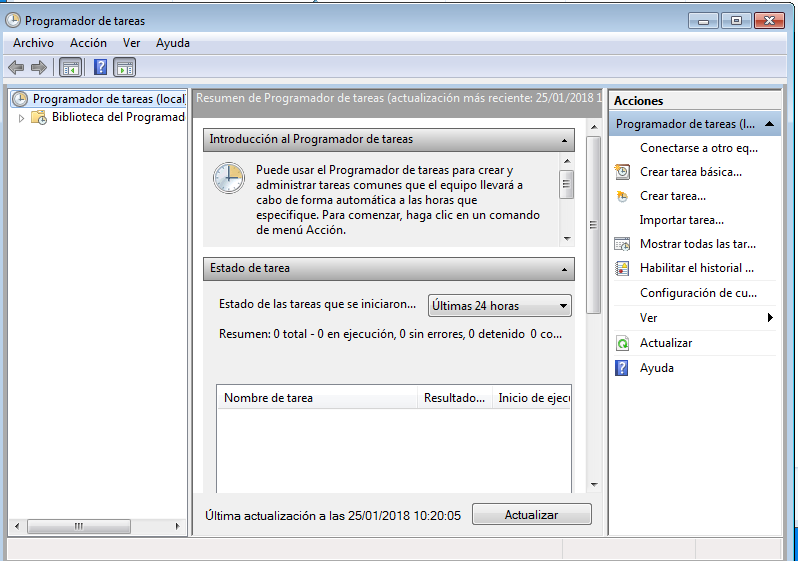 Programador de tareas
Archivo Acción Ver Ayuda
Programador de tareas (local
Biblioteca del Programad
Resumen de Programador de tareas (actualización más reciente: 25/01/2018 1
Introducción al Programador de tareas
Puede usar el Programador de tareas para crear y
administrar tareas comunes que el equipo llevará a
cabo de forma automática a las horas que
especifique. Para comenzar, haga clic en un comando
de menú Acción.
Estado de tarea
Estado de las tareas que se iniciaron... Últimas 24 horas
Resumen: 0 total - 0 en ejecución, 0 sin errores, 0 detenido 0 co...
Nombre de tarea Resultado... Inicio de ejecu
Última actualización a las 25/01/2018 10:20:05 Actualizar
Acciones
Programador de tareas (l...
Conectarse a otro eq...
Crear tarea básica...
Crear tarea...
Importar tarea...
Mostrar todas las tar...
Habilitar el historial ...
Configuración de cu...
Ver
Actualizar
Ayuda